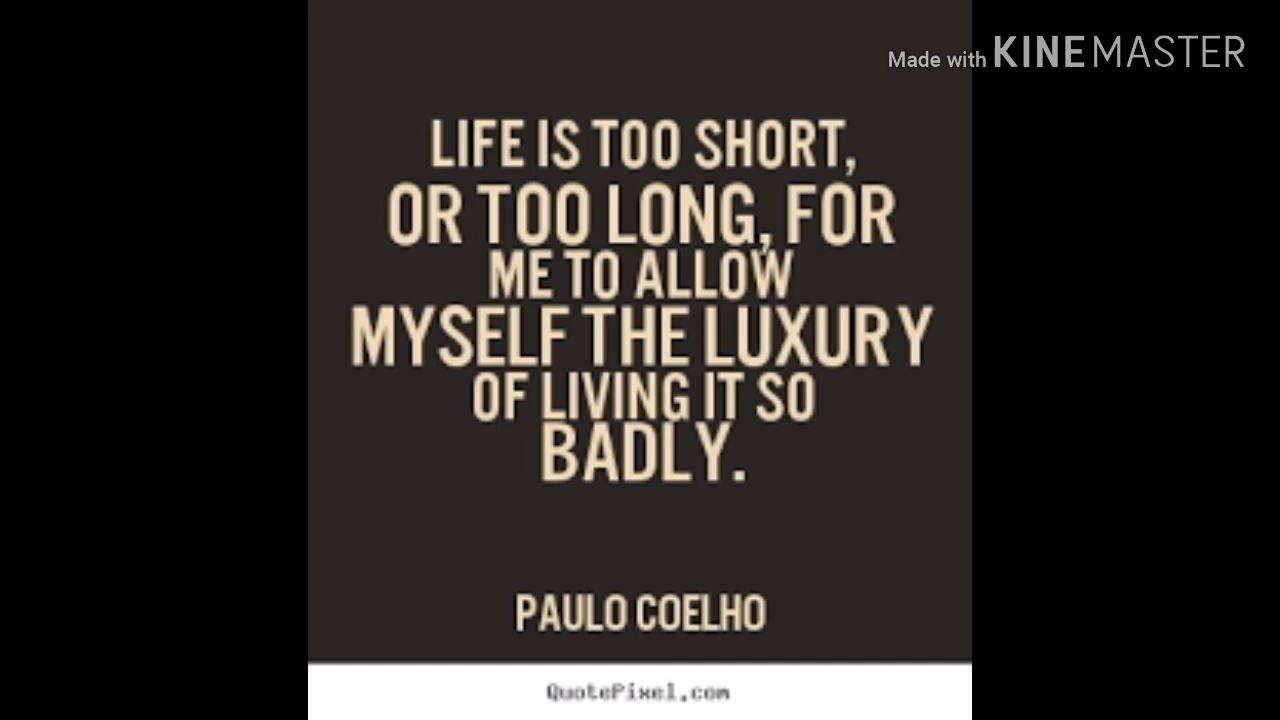 Made with KINEMASTER
LIFE IS TOO SHORT,
OR TOO LONG, FOR
ME TO ALLOW
MYSELF THE LUXURY
OF LIVING IT SO
BADLY.
PAULO COELHO
QuotePixel.com